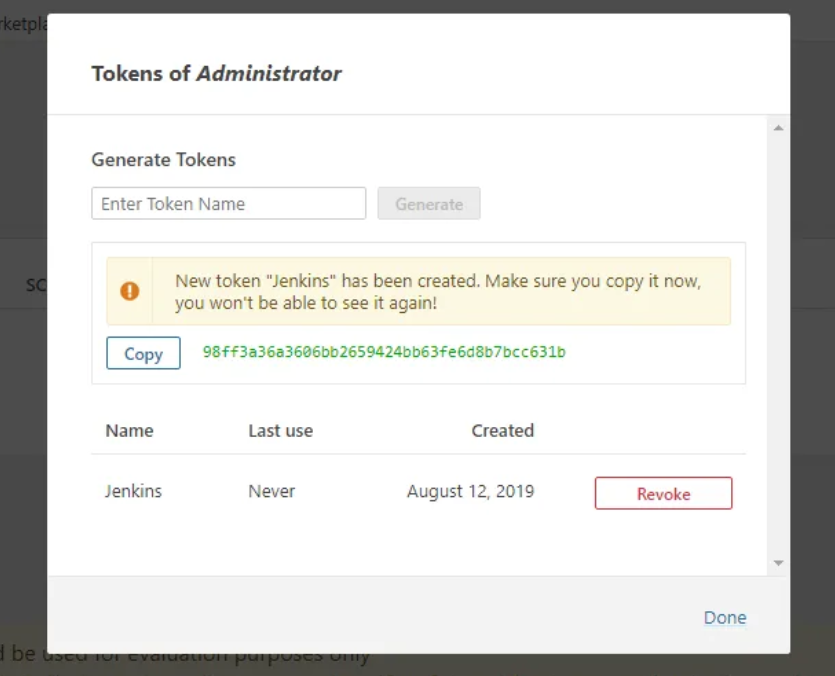 Tokens of Administrator
Generate Tokens
Enter Token Name
Generate
New token "Jenkins" has been created. Make sure you copy it now,
you won't be able to see it again!
Copy
98ff3a36a3606bb2659424bb63fe6d8b7bcc631b
Name Last use Created
Jenkins Never August 12, 2019 Revoke
Done
be used for evaluation purposes only